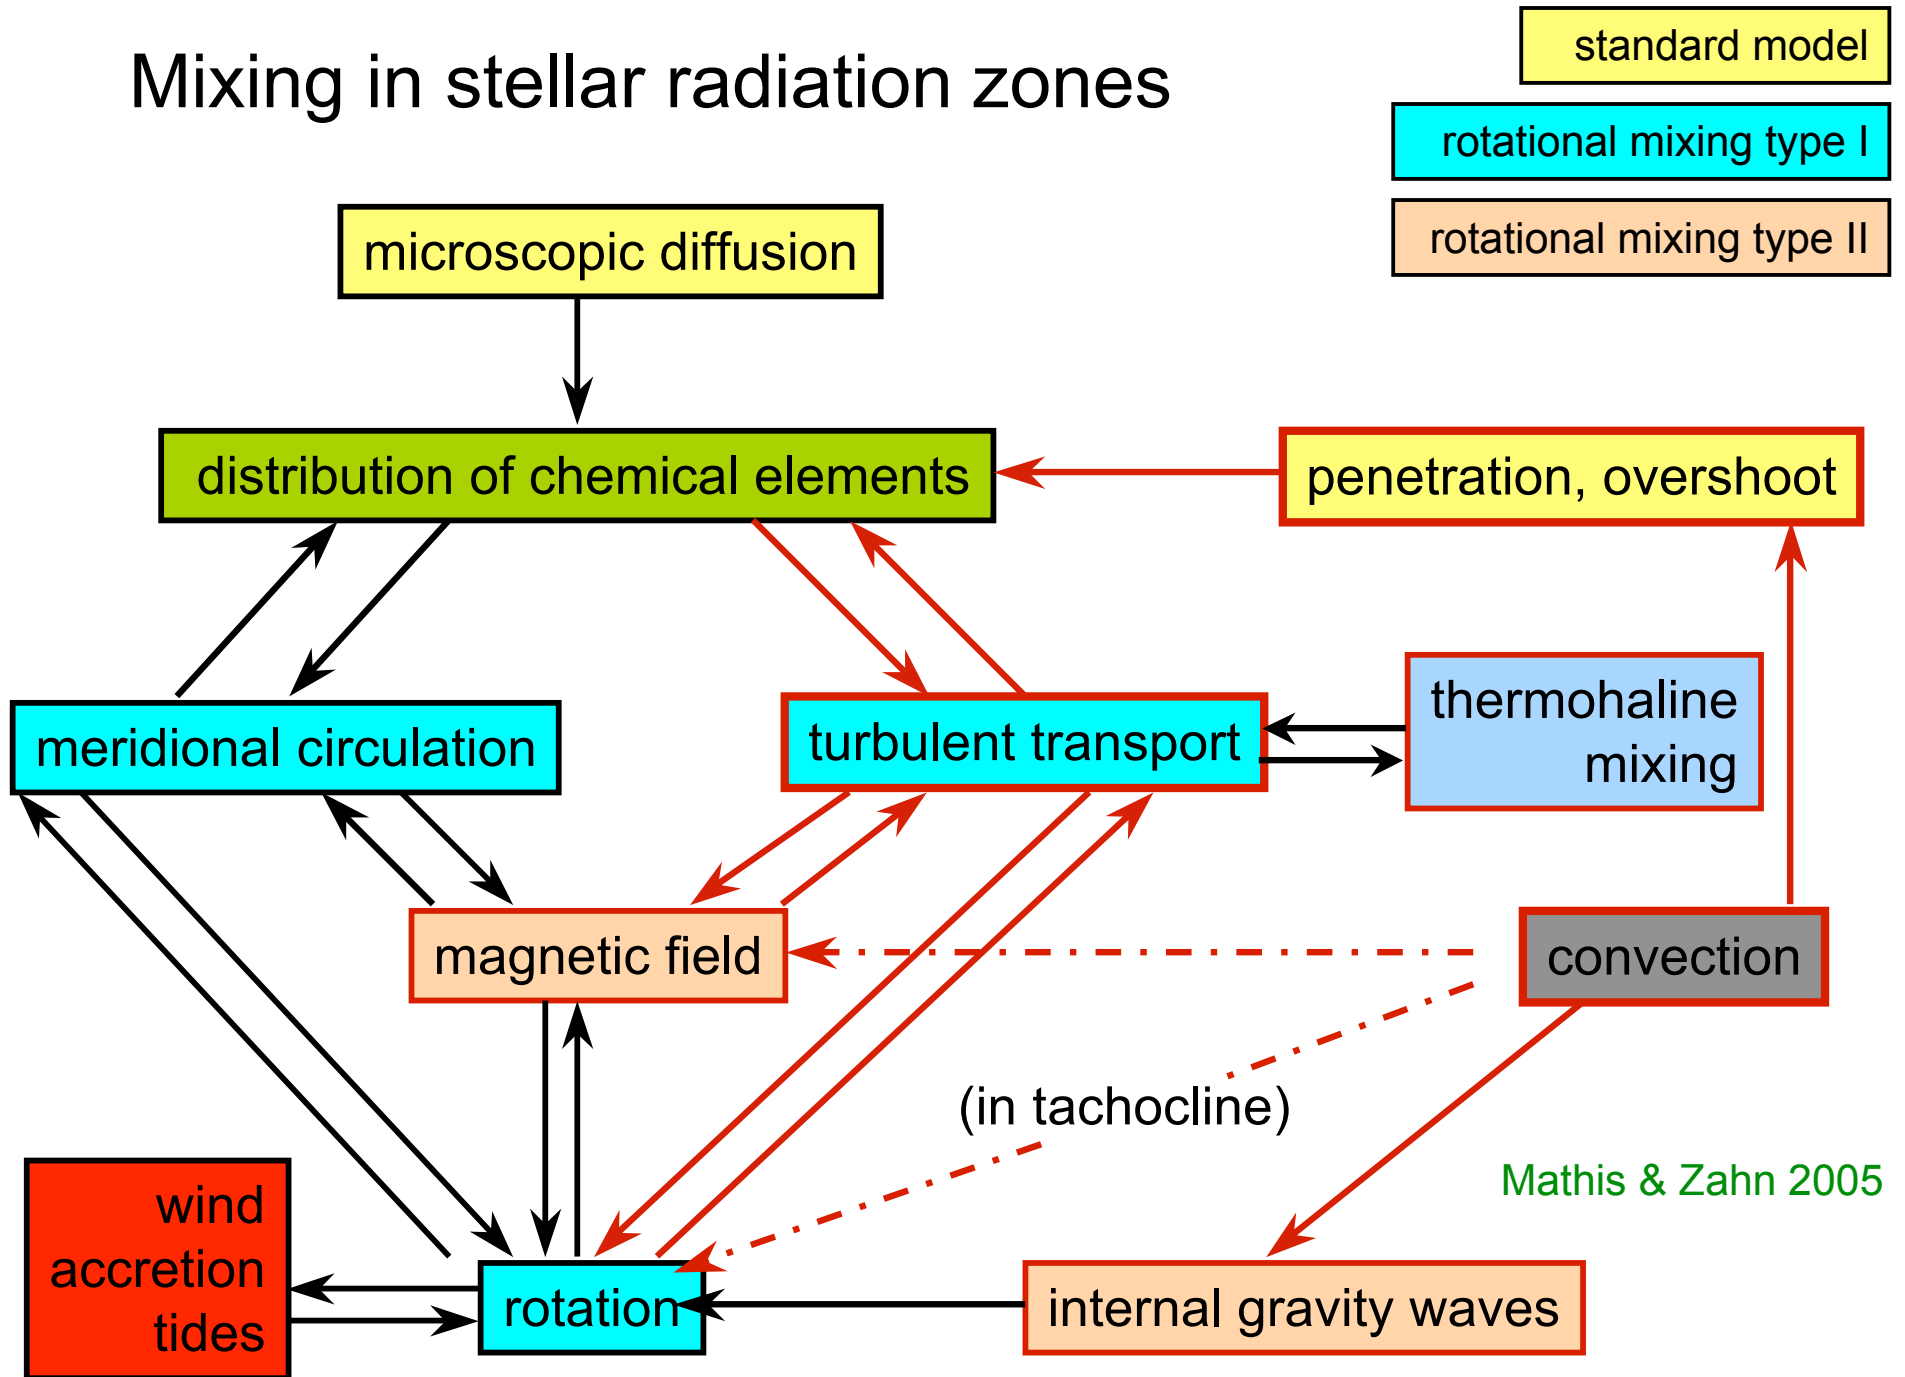 Mixing in stellar radiation zones
standard model
rotational mixing type I
rotational mixing type II
microscopic diffusion
distribution of chemical elements
penetration, overshoot
meridional circulation
turbulent transport
thermohaline
mixing
magnetic field
convection
(in tachocline)
Mathis & Zahn 2005
wind
accretion
tides
rotation
internal gravity waves